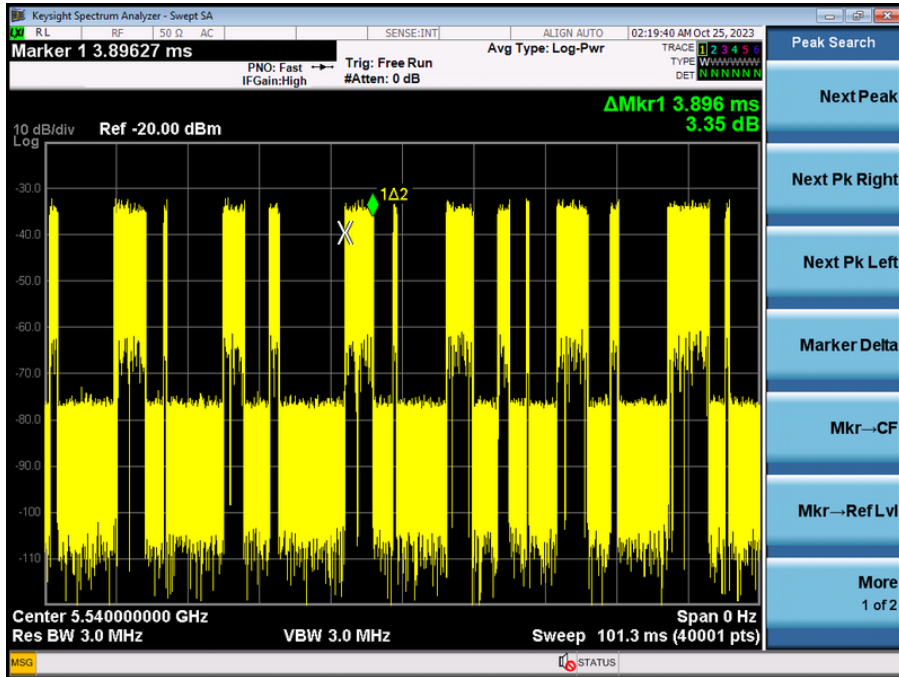 Keysight Spectrum Analyzer - Swept SA
LXI RL RF 50 Ω AC SENSE:INT ALIGN AUTO 02:19:40 AM Oct 25, 2023
Marker 1 3.89627 ms
PNO: Fast
IFGain:High
Trig: Free Run
#Atten: 0 dB
Avg Type: Log-Pwr
TRACE 1 2 3 4 5 6
TYPE WWWWWW
DET N N N N N N
ΔMkr1 3.896 ms
3.35 dB
10 dB/div Ref -20.00 dBm
Log
-30.0
-40.0
-50.0
-60.0
-70.0
-80.0
-90.0
-100
-110
1Δ2
X
Center 5.540000000 GHz Span 0 Hz
Res BW 3.0 MHz VBW 3.0 MHz Sweep 101.3 ms (40001 pts)
MSG STATUS
Peak Search
Next Peak
Next Pk Right
Next Pk Left
Marker Delta
Mkr→CF
Mkr→Ref Lvl
More
1 of 2